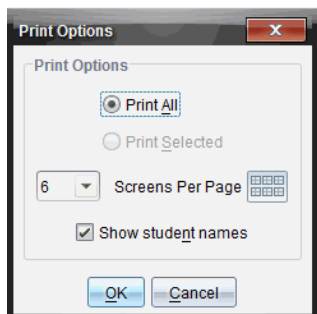 Print Options
Print Options
Print All
Print Selected
6 Screens Per Page
Show student names
OK Cancel